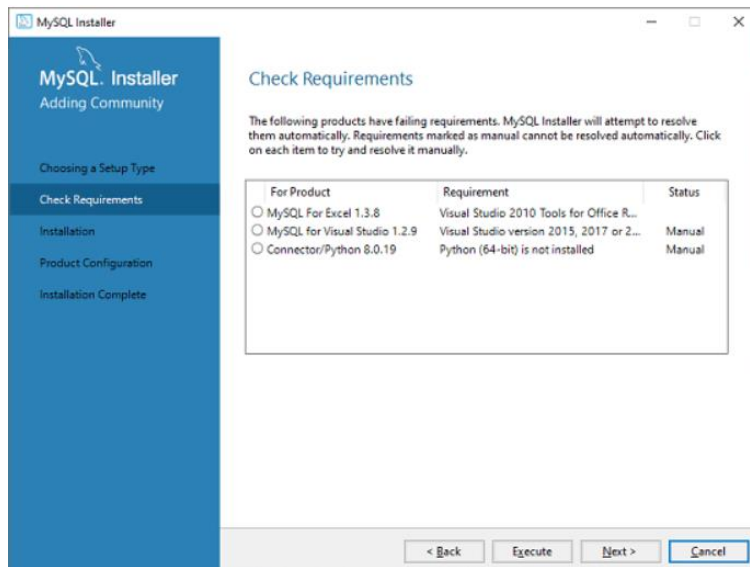 MySQL Installer
MySQL. Installer
Adding Community
Choosing a Setup Type
Check Requirements
Installation
Product Configuration
Installation Complete
Check Requirements
The following products have failing requirements. MySQL Installer will attempt to resolve
them automatically. Requirements marked as manual cannot be resolved automatically. Click
on each item to try and resolve it manually.
For Product Requirement Status
MySQL For Excel 1.3.8 Visual Studio 2010 Tools for Office R...
MySQL for Visual Studio 1.2.9 Visual Studio version 2015, 2017 or 2... Manual
Connector/Python 8.0.19 Python (64-bit) is not installed Manual
< Back Execute Next > Cancel